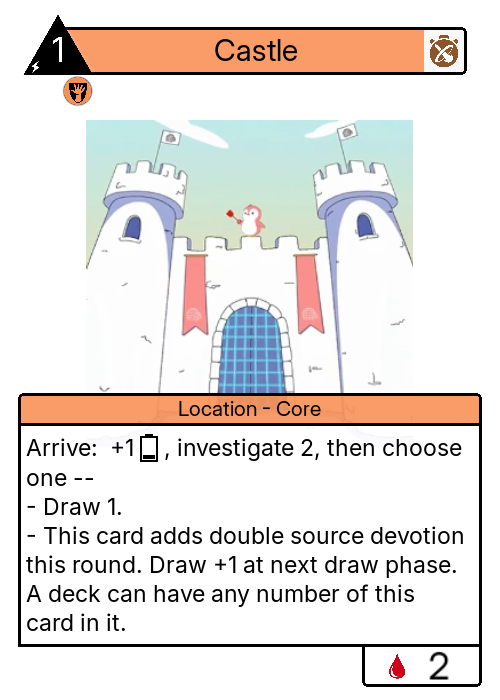 1
Castle
Location - Core
Arrive: +1 , investigate 2, then choose
one --
- Draw 1.
- This card adds double source devotion
this round. Draw +1 at next draw phase.
A deck can have any number of this
card in it.
2